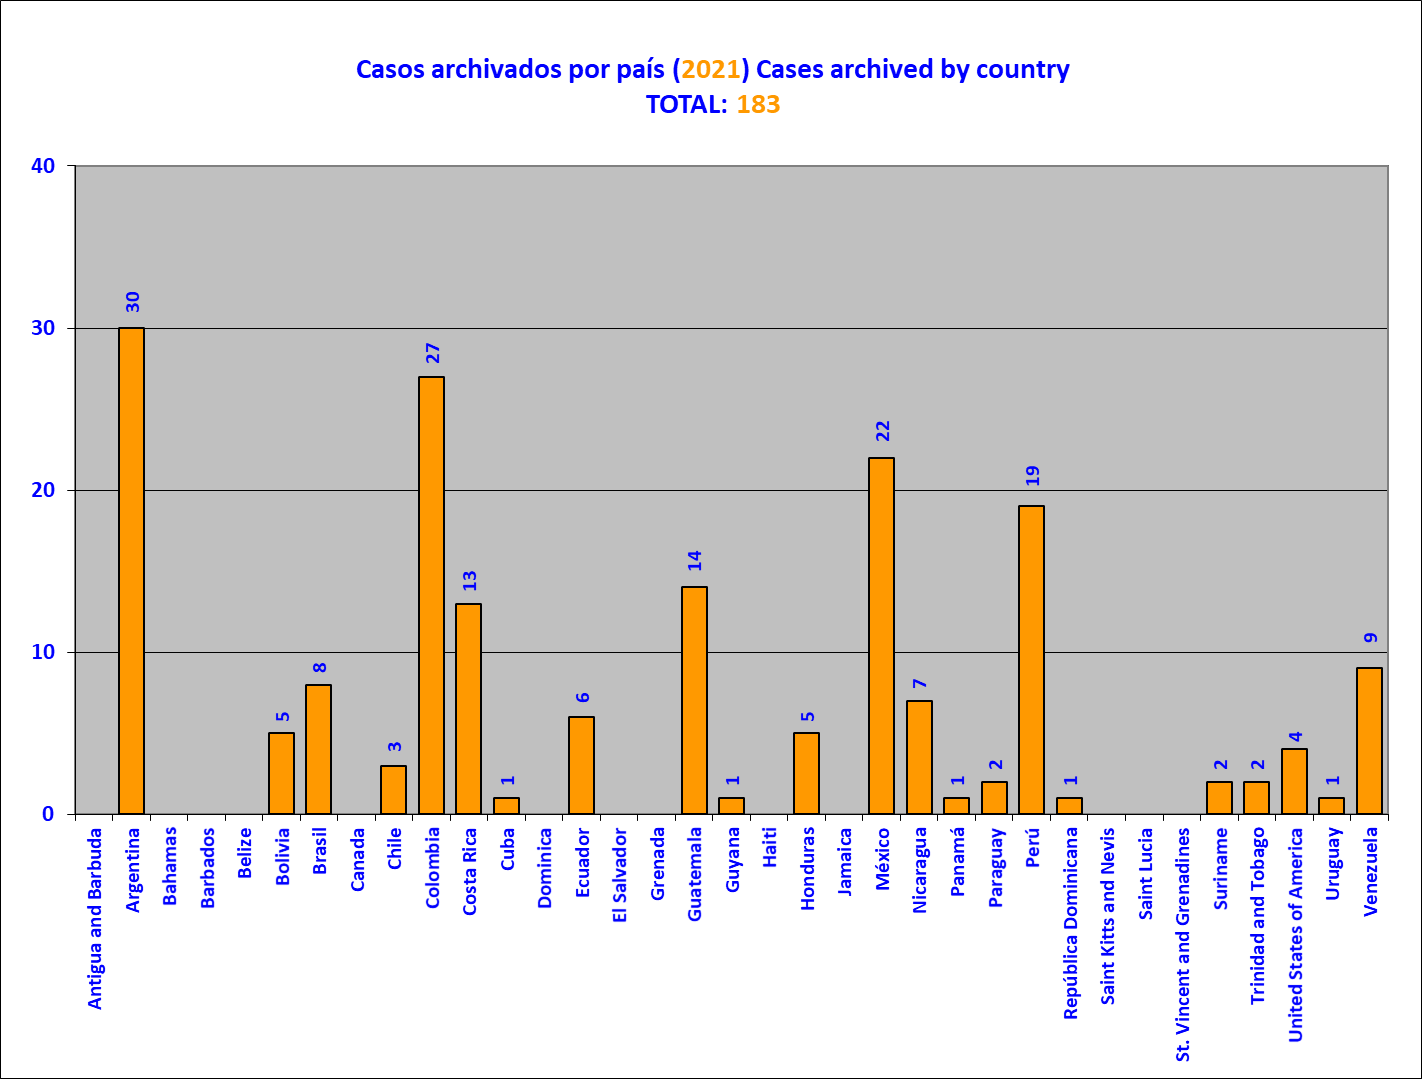 Casos archivados por país (2021) Cases archived by country
TOTAL: 183
40
30
20
10
0
30
5
8
3
27
13
1
6
14
1
5
22
7
1
2
19
1
2
2
4
1
9
Antigua and Barbuda
Argentina
Bahamas
Barbados
Belize
Bolivia
Brasil
Canada
Chile
Colombia
Costa Rica
Cuba
Dominica
Ecuador
El Salvador
Grenada
Guatemala
Guyana
Haiti
Honduras
Jamaica
México
Nicaragua
Panamá
Paraguay
Perú
República Dominicana
Saint Kitts and Nevis
Saint Lucia
St. Vincent and Grenadines
Suriname
Trinidad and Tobago
United States of America
Uruguay
Venezuela